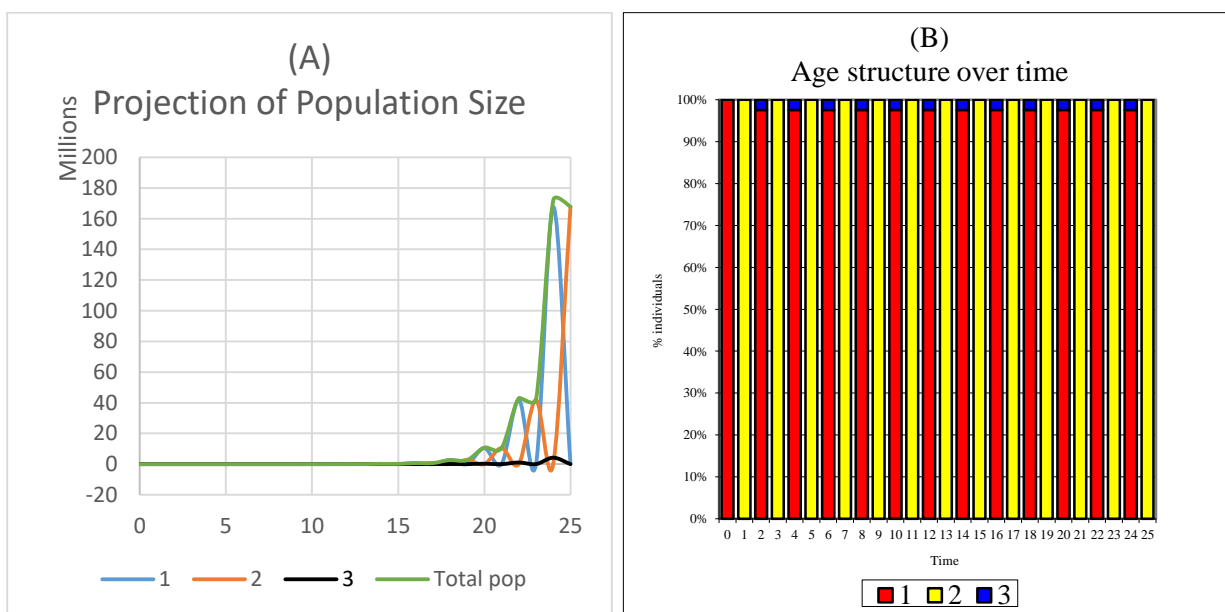 (A)
Projection of Population Size
Millions
200
180
160
140
120
100
80
60
40
20
0
-20
0 5 10 15 20 25
1 2 3 Total pop
(B)
Age structure over time
% individuals
100%
90%
80%
70%
60%
50%
40%
30%
20%
10%
0%
0 1 2 3 4 5 6 7 8 9 10 11 12 13 14 15 16 17 18 19 20 21 22 23 24 25
Time
1 2 3